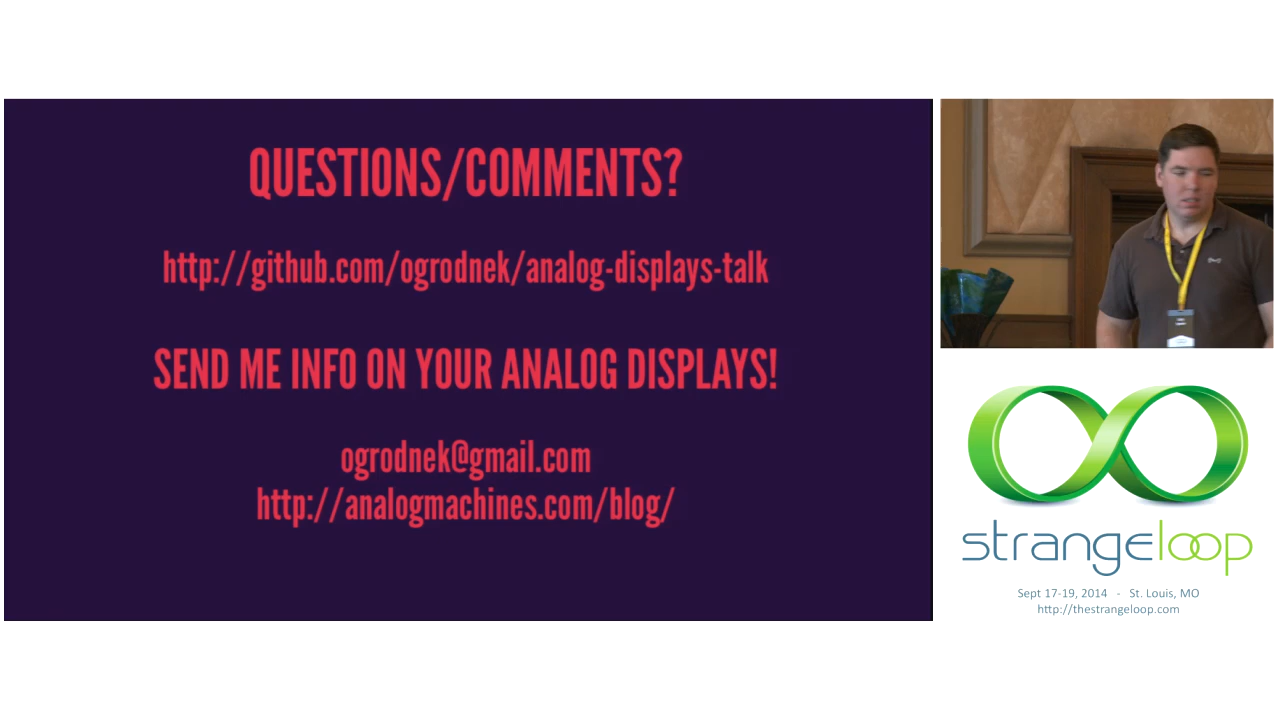 QUESTIONS/COMMENTS?
http://github.com/ogrodnek/analog-displays-talk
SEND ME INFO ON YOUR ANALOG DISPLAYS!
ogrodnek@gmail.com
http://analogmachines.com/blog/
strangeloop
Sept 17-19, 2014 - St. Louis, MO
http://thestrangeloop.com